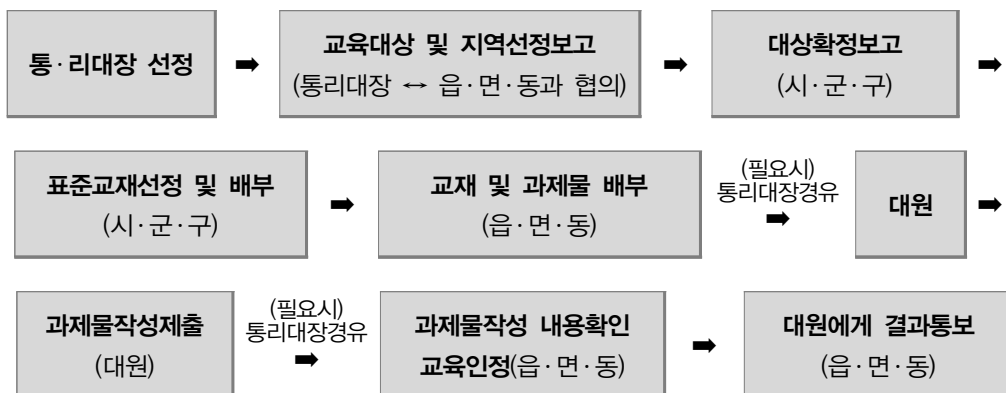 통·리대장 선정
➡
교육대상 및 지역선정보고
(통리대장 ↔ 읍·면·동과 협의)
➡
대상확정보고
(시·군·구)
➡
표준교재선정 및 배부
(시·군·구)
➡
교재 및 과제물 배부
(읍·면·동)
(필요시)
통리대장경유
➡
대원
➡
과제물작성제출
(대원)
(필요시)
통리대장경유
➡
과제물작성 내용확인
교육인정(읍·면·동)
➡
대원에게 결과통보
(읍·면·동)